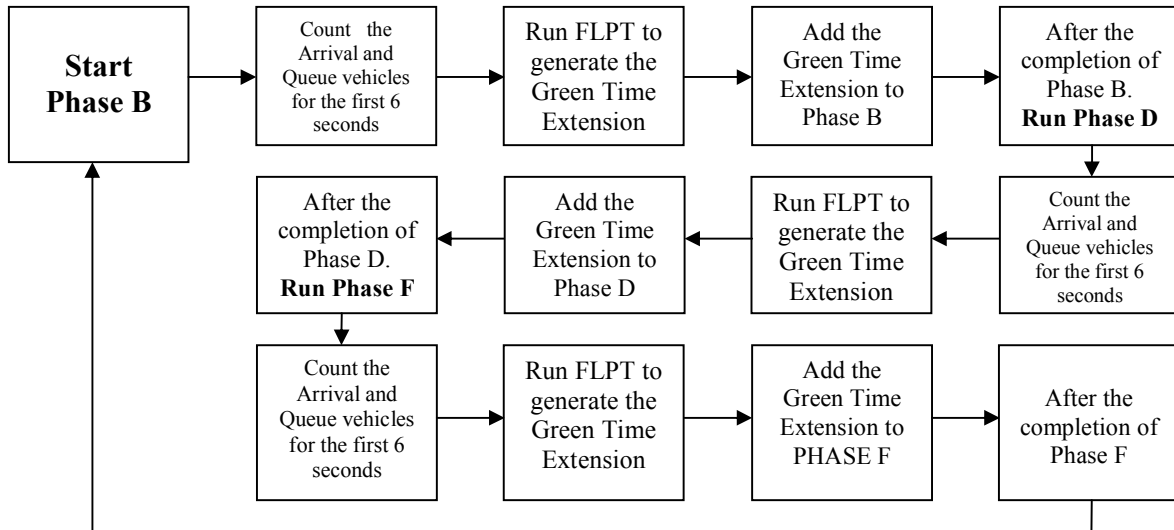 Start
Phase B
Count the
Arrival and
Queue vehicles
for the first 6
seconds
Run FLPT to
generate the
Green Time
Extension
Add the
Green Time
Extension to
Phase B
After the
completion of
Phase B.
Run Phase D
Count the
Arrival and
Queue vehicles
for the first 6
seconds
Run FLPT to
generate the
Green Time
Extension
Add the
Green Time
Extension to
Phase D
After the
completion of
Phase D.
Run Phase F
Count the
Arrival and
Queue vehicles
for the first 6
seconds
Run FLPT to
generate the
Green Time
Extension
Add the
Green Time
Extension to
PHASE F
After the
completion of
Phase F